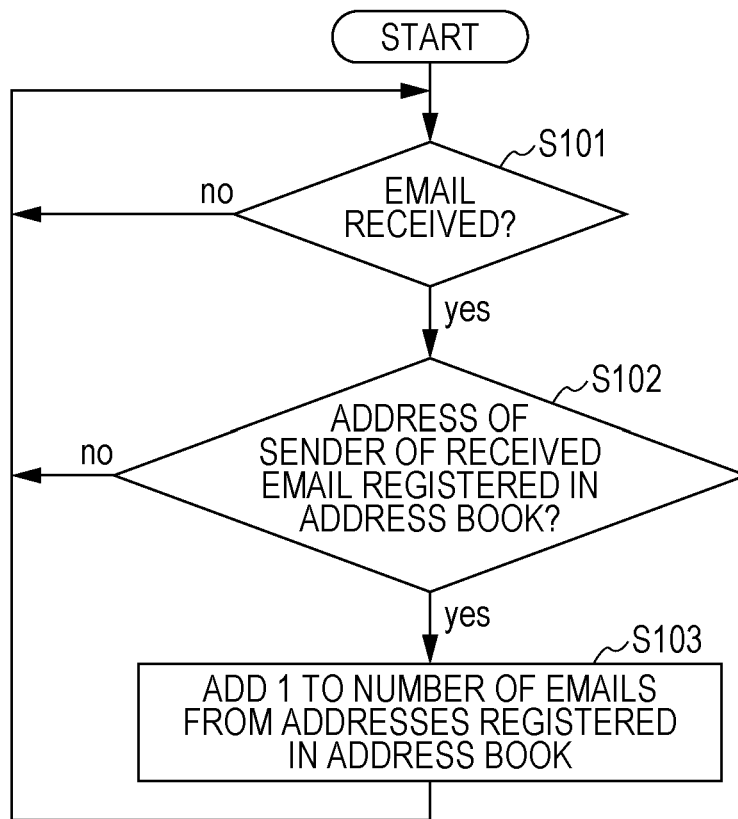 START
S101
no
EMAIL
RECEIVED?
yes
S102
no
ADDRESS OF
SENDER OF RECEIVED
EMAIL REGISTERED IN
ADDRESS BOOK?
yes
S103
ADD 1 TO NUMBER OF EMAILS
FROM ADDRESSES REGISTERED
IN ADDRESS BOOK